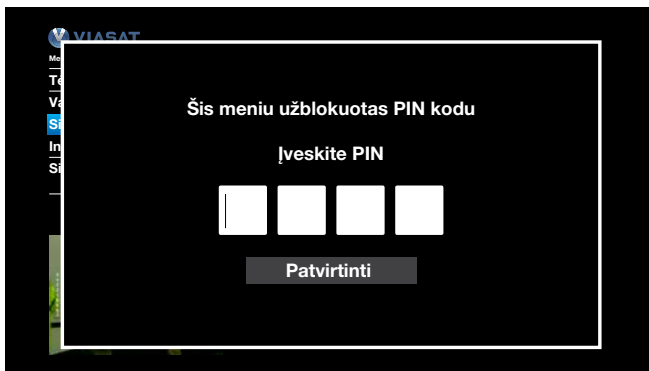 VIASAT
Šis meniu užblokuotas PIN kodu
Įveskite PIN
Patvirtinti